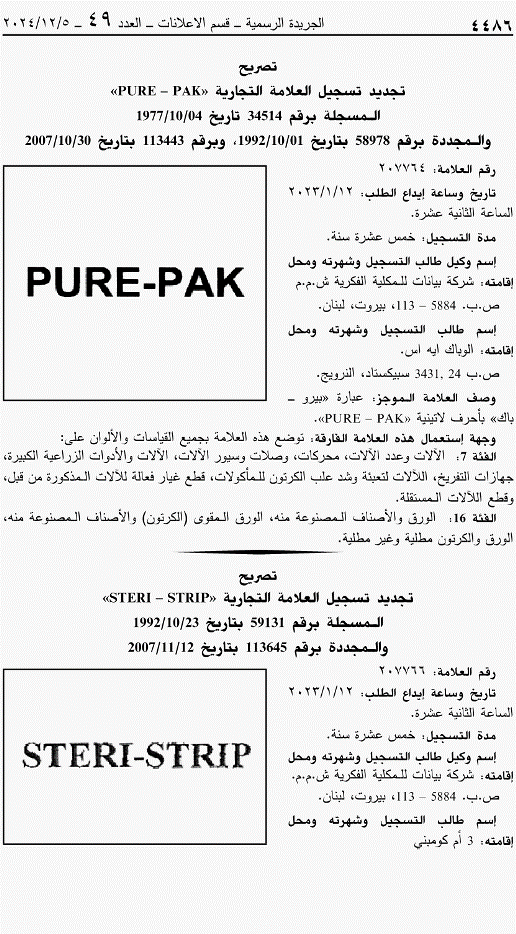 ٤٤٨٦ الجريدة الرسمية ــ قسم الاعلانات ــ العدد ٤٩ ــ ٢٠٢٤/١٢/٥
تصريح
تجديد تسجيل العلامة التجارية «PURE – PAK»
المسجلة برقم 34514 تاريخ 1977/10/04
والمجددة برقم 58978 بتاريخ 1992/10/01، وبرقم 113443 بتاريخ 2007/10/30
رقم العلامة: ٢٠٧٧٦٤
تاريخ وساعة إيداع الطلب: ٢٠٢٣/١/١٢
الساعة الثانية عشرة.
مدة التسجيل: خمس عشرة سنة.
إسم وكيل طالب التسجيل وشهرته ومحل
إقامته: شركة بيانات للمكلية الفكرية ش.م.م
ص.ب. 5884 – 113، بيروت، لبنان.
إسم طالب التسجيل وشهرته ومحل
إقامته: الوباك ايه اس.
ص.ب 24 ,3431 سبيكستاد، النرويج.
وصف العلامة الموجز: عبارة «بيرو ــ
باك» بأحرف لاتينية «PURE – PAK».
PURE-PAK
وجهة إستعمال هذه العلامة الفارقة: توضع هذه العلامة بجميع القياسات والألوان على:
الفئة 7: الآلات وعدد الآلات، محركات، وصلات وسيور الآلات، الآلات والأدوات الزراعية الكبيرة،
جهازات التفريخ، اللآلات لتعبئة وشد علب الكرتون للمأكولات، قطع غيار فعالة للآلات المذكورة من قبل،
وقطع اللآلات المستقلة.
الفئة 16: الورق والأصناف المصنوعة منه، الورق المقوى (الكرتون) والأصناف المصنوعة منه،
الورق والكرتون مطلية وغير مطلية.
تصريح
تجديد تسجيل العلامة التجارية «STERI – STRIP»
المسجلة برقم 59131 بتاريخ 1992/10/23
والمجددة برقم 113645 بتاريخ 2007/11/12
رقم العلامة: ٢٠٧٧٦٦
تاريخ وساعة إيداع الطلب: ٢٠٢٣/١/١٢
الساعة الثانية عشرة.
مدة التسجيل: خمس عشرة سنة.
إسم وكيل طالب التسجيل وشهرته ومحل
إقامته: شركة بيانات للمكلية الفكرية ش.م.م.
ص.ب. 5884 – 113، بيروت، لبنان.
إسم طالب التسجيل وشهرته ومحل
إقامته: 3 أم كومبني
STERI-STRIP